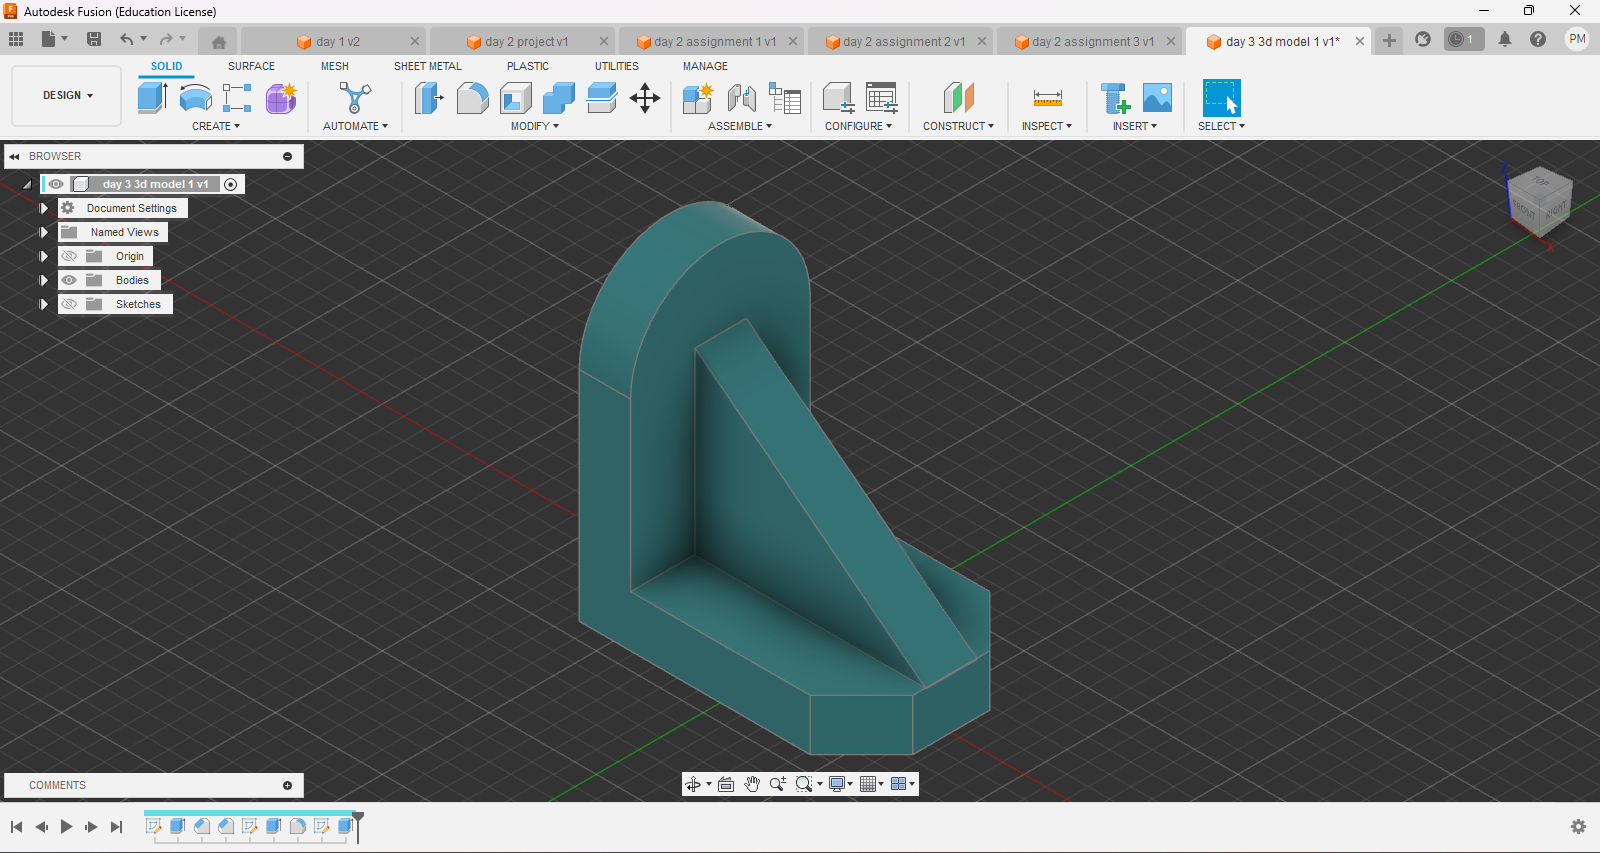 Autodesk Fusion (Education License)
day 1 v2
day 2 project v1
day 2 assignment 1 v1
day 2 assignment 2 v1
day 2 assignment 3 v1
day 3 3d model 1 v1*
1
PM
SOLID
SURFACE
MESH
SHEET METAL
PLASTIC
UTILITIES
MANAGE
DESIGN
CREATE
AUTOMATE
MODIFY
ASSEMBLE
CONFIGURE
CONSTRUCT
INSPECT
INSERT
SELECT
BROWSER
day 3 3d model 1 v1
Document Settings
Named Views
Origin
Bodies
Sketches
Z
TOP
FRONT
RIGHT
X
COMMENTS